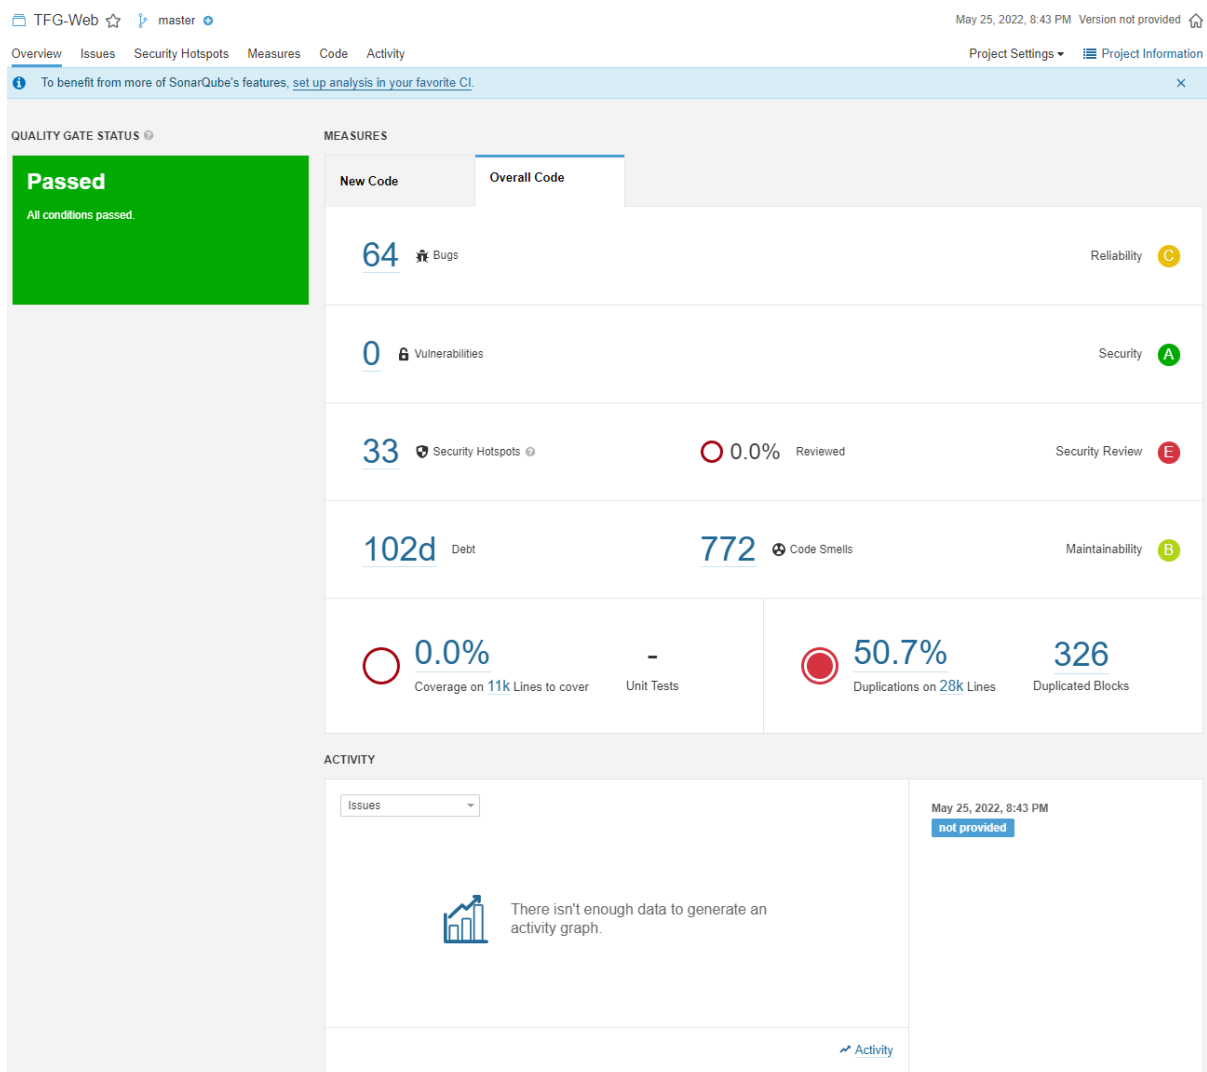 TFG-Web master May 25, 2022, 8:43 PM Version not provided
Overview Issues Security Hotspots Measures Code Activity Project Settings Project Information
To benefit from more of SonarQube's features, set up analysis in your favorite CI.
QUALITY GATE STATUS
Passed
All conditions passed.
MEASURES
New Code Overall Code
64 Bugs Reliability C
0 Vulnerabilities Security A
33 Security Hotspots 0.0% Reviewed Security Review E
102d Debt 772 Code Smells Maintainability B
0.0%
Coverage on 11k Lines to cover
-
Unit Tests
50.7%
Duplications on 28k Lines
326
Duplicated Blocks
ACTIVITY
Issues
There isn't enough data to generate an
activity graph.
Activity
May 25, 2022, 8:43 PM
not provided